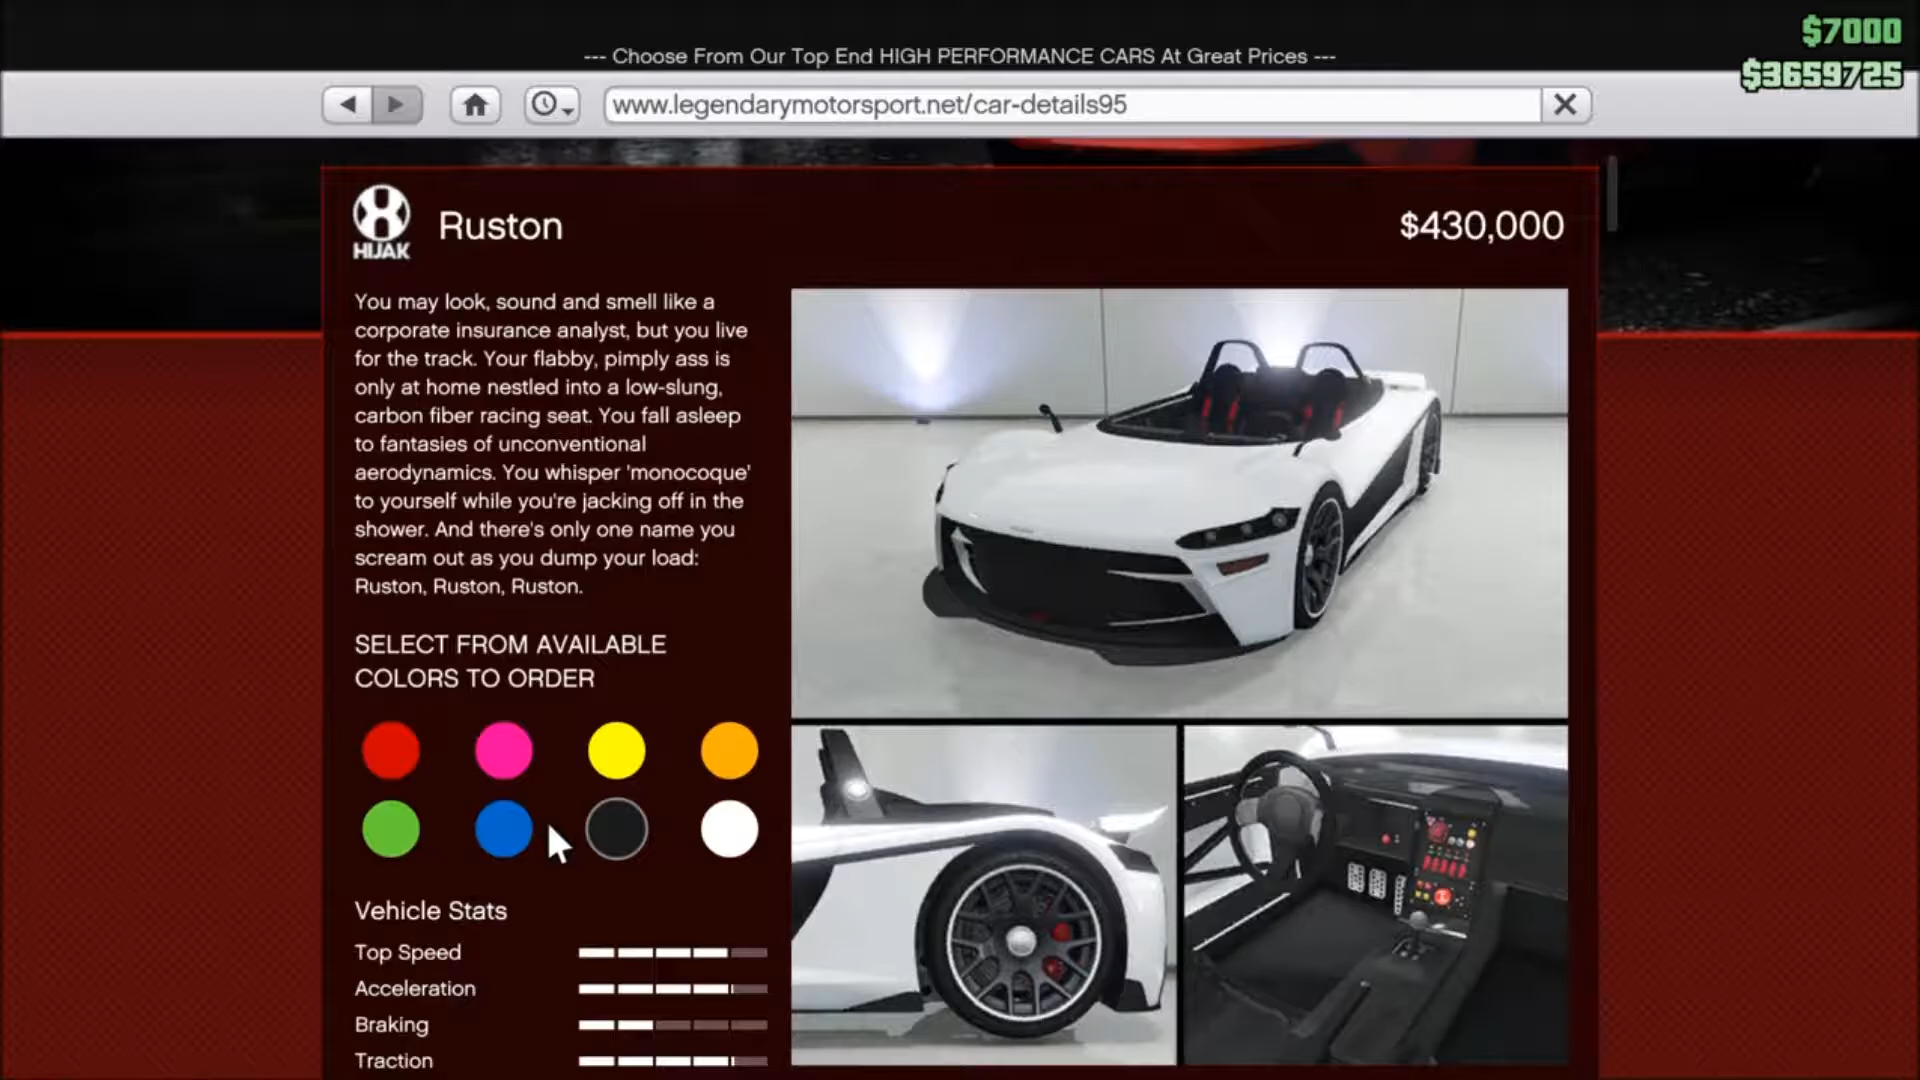 $7000
--- Choose From Our Top End HIGH PERFORMANCE CARS At Great Prices ---
$3659725
www.legendarymotorsport.net/car-details95
HIJAK
Ruston
$430,000
You may look, sound and smell like a
corporate insurance analyst, but you live
for the track. Your flabby, pimply ass is
only at home nestled into a low-slung,
carbon fiber racing seat. You fall asleep
to fantasies of unconventional
aerodynamics. You whisper 'monocoque'
to yourself while you're jacking off in the
shower. And there's only one name you
scream out as you dump your load:
Ruston, Ruston, Ruston.
SELECT FROM AVAILABLE
COLORS TO ORDER
Vehicle Stats
Top Speed
Acceleration
Braking
Traction